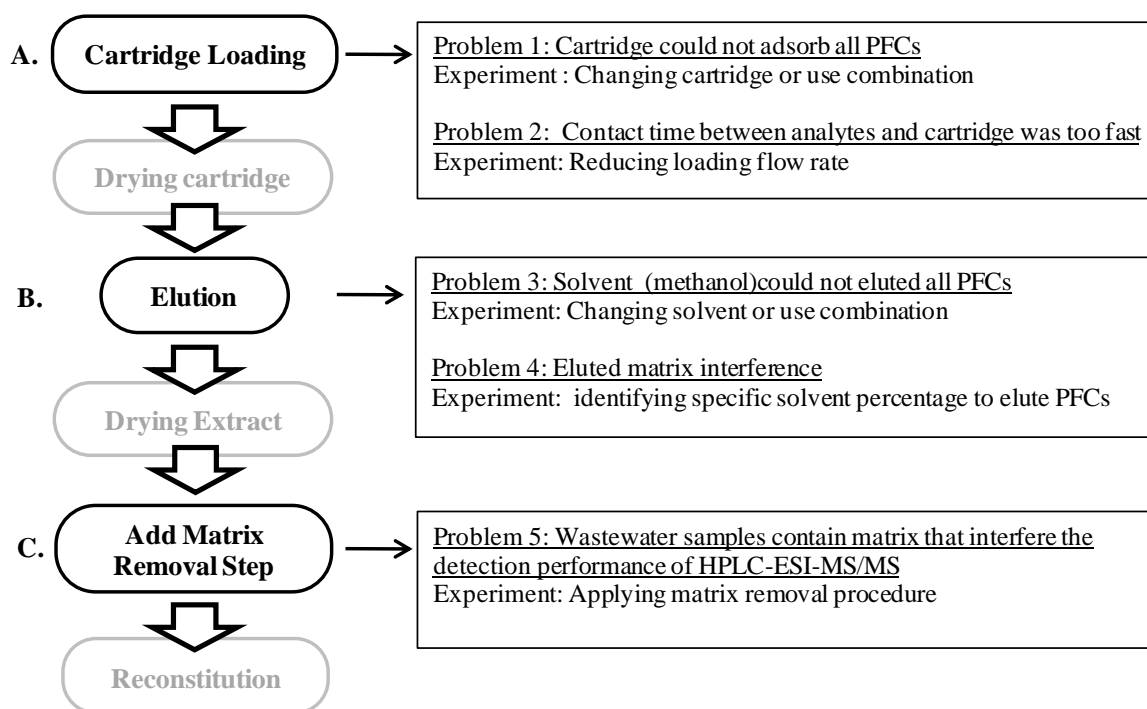 A.
Cartridge Loading
Problem 1: Cartridge could not adsorb all PFCs
Experiment : Changing cartridge or use combination
Problem 2:  Contact time between analytes and cartridge was too fast
Experiment: Reducing loading flow rate
Drying cartridge
B.
Elution
Problem 3: Solvent  (methanol)could not eluted all PFCs
Experiment: Changing solvent or use combination
Problem 4: Eluted matrix interference
Experiment:  identifying specific solvent percentage to elute PFCs
Drying Extract
C.
Add Matrix
Removal Step
Problem 5: Wastewater samples contain matrix that interfere the
detection performance of HPLC-ESI-MS/MS
Experiment: Applying matrix removal procedure
Reconstitution